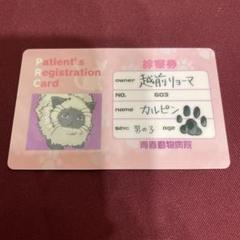 Patient's
Registration
Card
診察券
owner 越前リョーマ
NO. 603
name カルピン
sex 男の子 age
青春動物病院